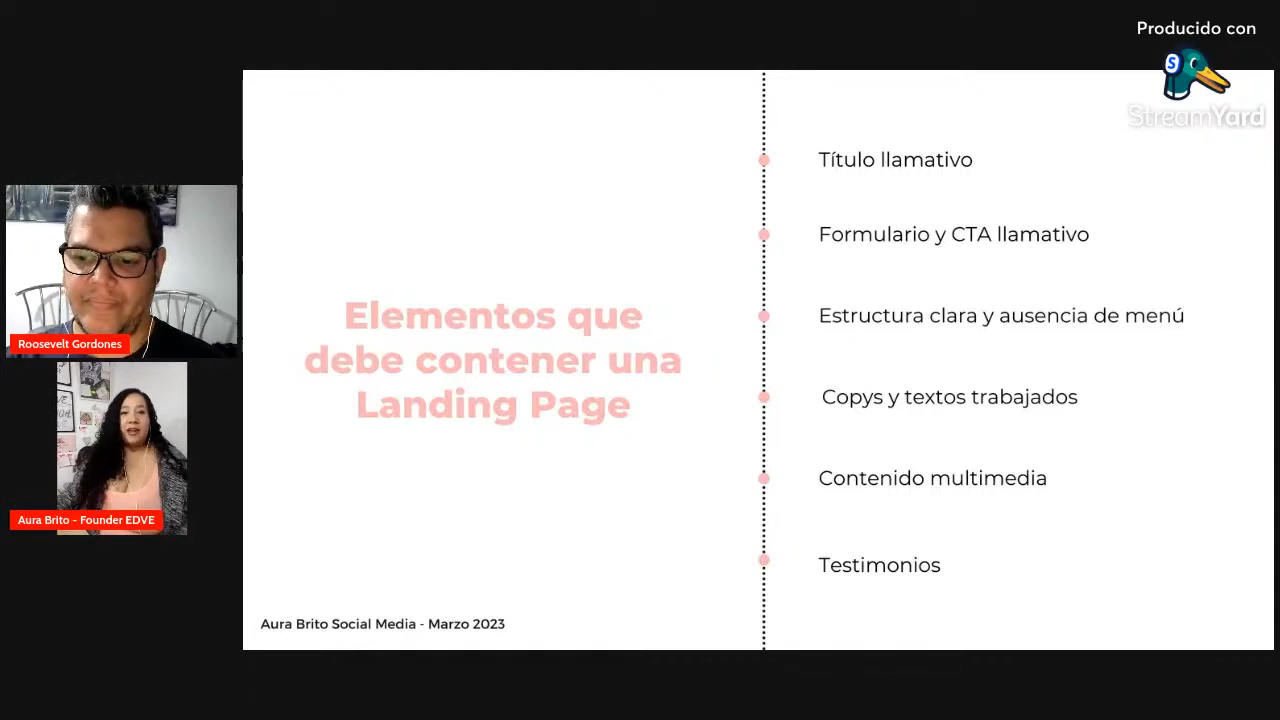 Producido con
StreamYard
Título llamativo
Formulario y CTA llamativo
Estructura clara y ausencia de menú
Copys y textos trabajados
Contenido multimedia
Testimonios
Elementos que
debe contener una
Landing Page
Aura Brito Social Media - Marzo 2023
Roosevelt Gordones
Aura Brito - Founder EDVE